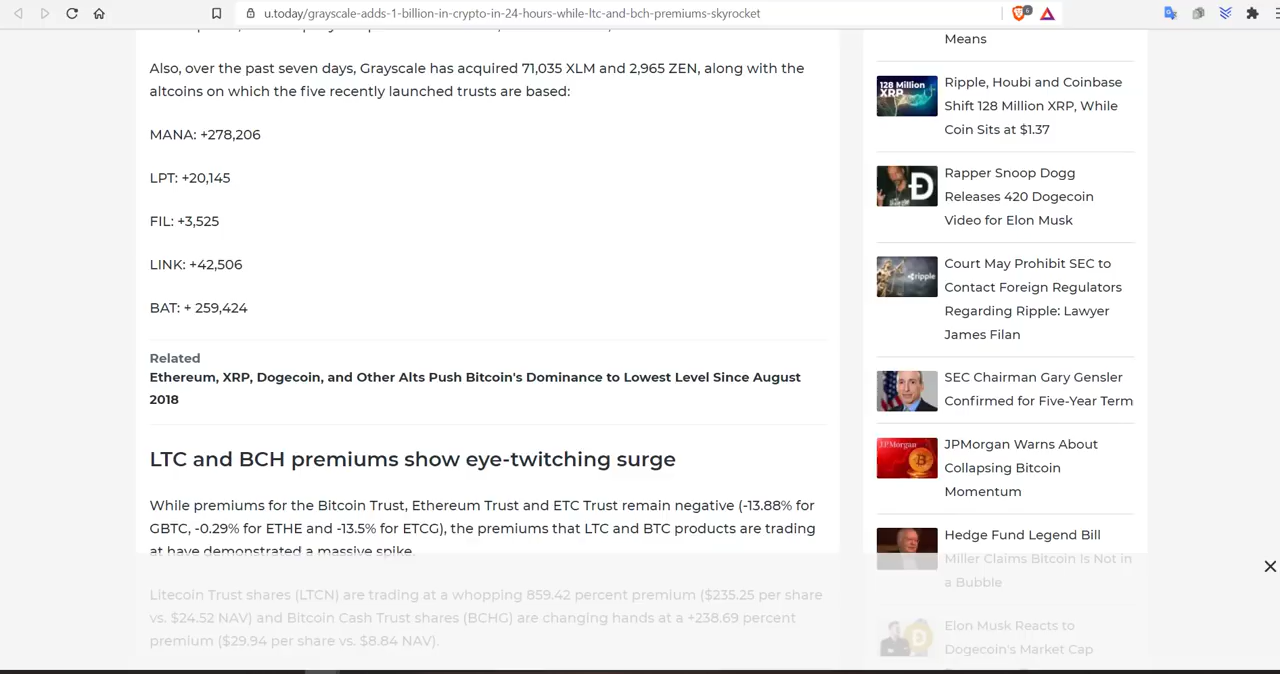 u.today/grayscale-adds-1-billion-in-crypto-in-24-hours-while-ltc-and-bch-premiums-skyrocket
6
Also, over the past seven days, Grayscale has acquired 71,035 XLM and 2,965 ZEN, along with the
altcoins on which the five recently launched trusts are based:
MANA: +278,206
LPT: +20,145
FIL: +3,525
LINK: +42,506
BAT: + 259,424
Related
Ethereum, XRP, Dogecoin, and Other Alts Push Bitcoin's Dominance to Lowest Level Since August
2018
LTC and BCH premiums show eye-twitching surge
While premiums for the Bitcoin Trust, Ethereum Trust and ETC Trust remain negative (-13.88% for
GBTC, -0.29% for ETHE and -13.5% for ETCG), the premiums that LTC and BTC products are trading
at have demonstrated a massive spike.
Litecoin Trust shares (LTCN) are trading at a whopping 859.42 percent premium ($235.25 per share
vs. $24.52 NAV) and Bitcoin Cash Trust shares (BCHG) are changing hands at a +238.69 percent
premium ($29,94 per share vs. $8.84 NAV).
Means
128 Million
XRP
Ripple, Houbi and Coinbase
Shift 128 Million XRP, While
Coin Sits at $1.37
Rapper Snoop Dogg
Releases 420 Dogecoin
Video for Elon Musk
ripple
Court May Prohibit SEC to
Contact Foreign Regulators
Regarding Ripple: Lawyer
James Filan
SEC Chairman Gary Gensler
Confirmed for Five-Year Term
J.P.Morgan
JPMorgan Warns About
Collapsing Bitcoin
Momentum
Hedge Fund Legend Bill
Miller Claims Bitcoin Is Not in
a Bubble
Elon Musk Reacts to
Dogecoin's Market Cap